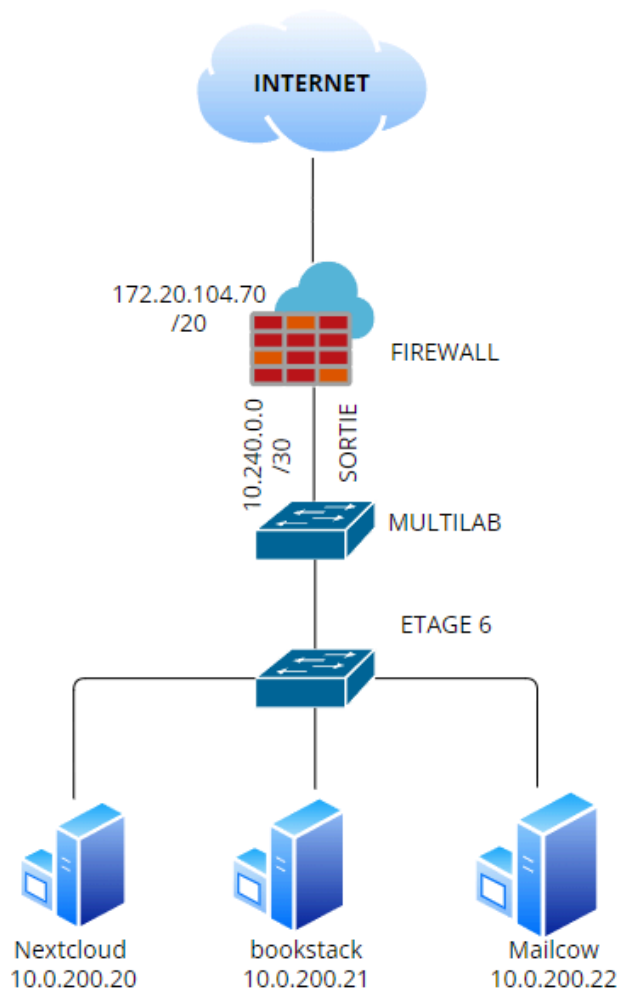 INTERNET
172.20.104.70
/20
FIREWALL
10.240.0.0
/30
SORTIE
MULTILAB
ETAGE 6
Nextcloud
10.0.200.20
bookstack
10.0.200.21
Mailcow
10.0.200.22